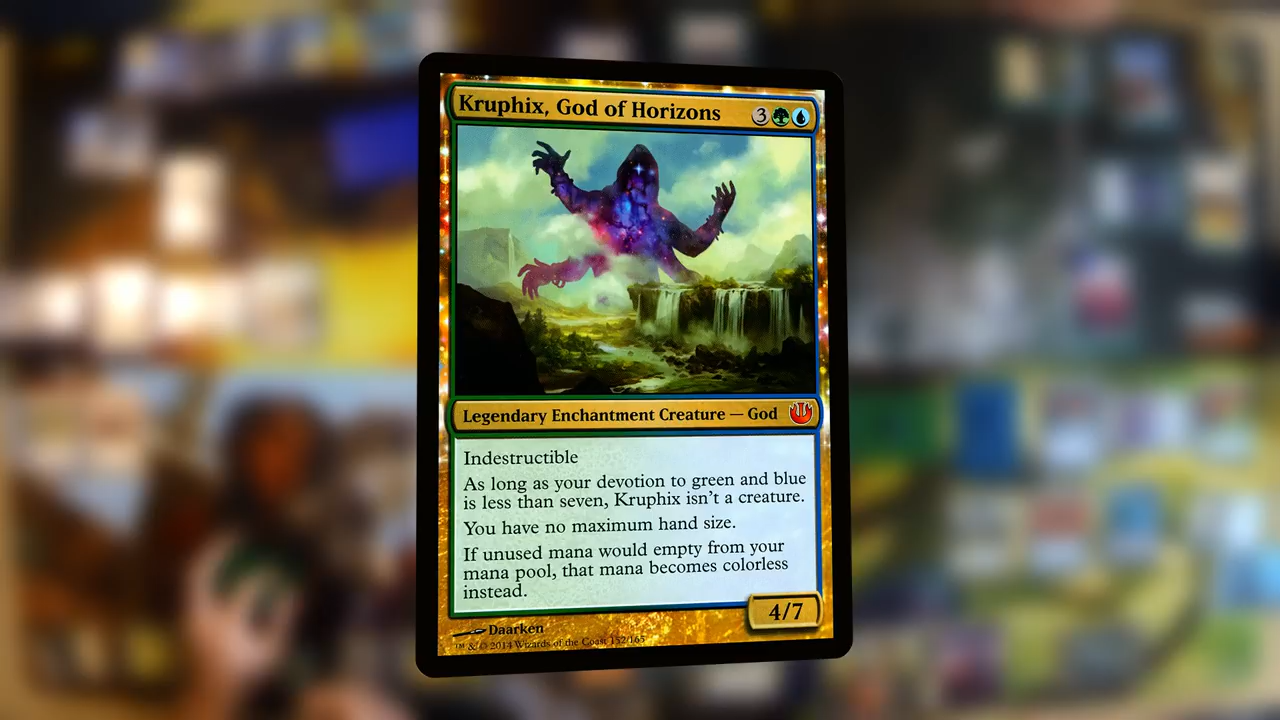 Kruphix, God of Horizons 3
Legendary Enchantment Creature — God
Indestructible
As long as your devotion to green and blue
is less than seven, Kruphix isn't a creature.
You have no maximum hand size.
If unused mana would empty from your
mana pool, that mana becomes colorless
instead.
4/7
Daarken
™ & © 2014 Wizards of the Coast 152/165